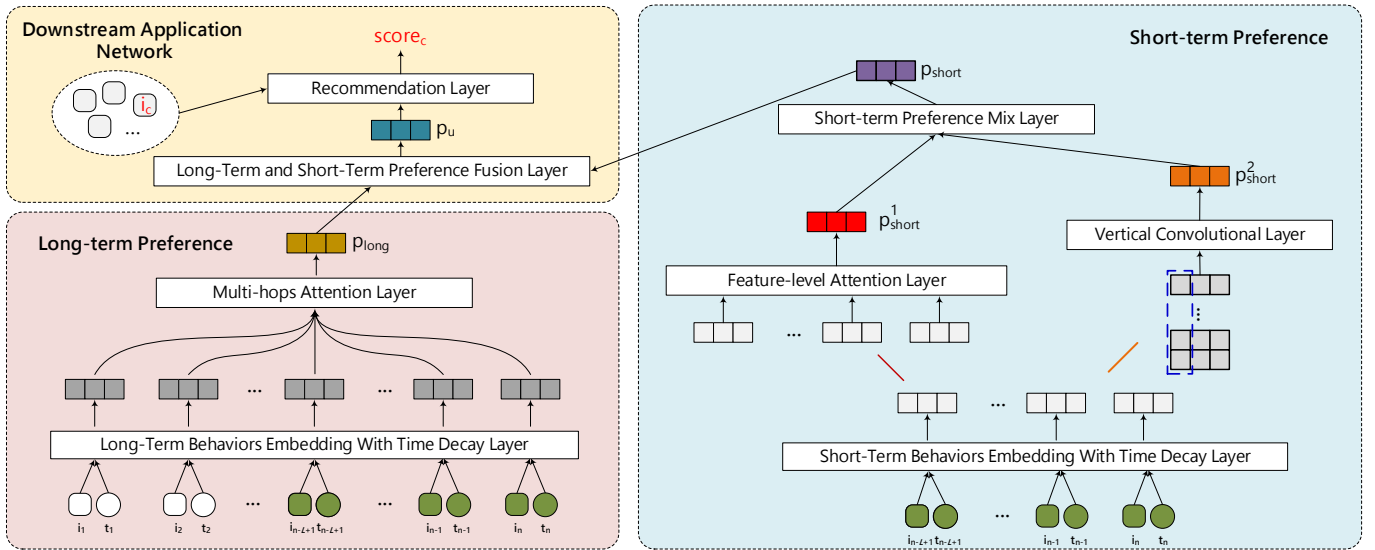 Downstream Application
Network
score_c
Recommendation Layer
i_c
...
p_u
Long-Term and Short-Term Preference Fusion Layer
Long-term Preference
p_long
Multi-hops Attention Layer
... ...
Long-Term Behaviors Embedding With Time Decay Layer
... ...
i_1 t_1 i_2 t_2 i_{n-L+1} t_{n-L+1} i_{n-1} t_{n-1} i_n t_n
Short-term Preference
p_short
Short-term Preference Mix Layer
p_short^2
p_short^1
Vertical Convolutional Layer
Feature-level Attention Layer
...
...
...
Short-Term Behaviors Embedding With Time Decay Layer
...
i_{n-L+1} t_{n-L+1} i_{n-1} t_{n-1} i_n t_n